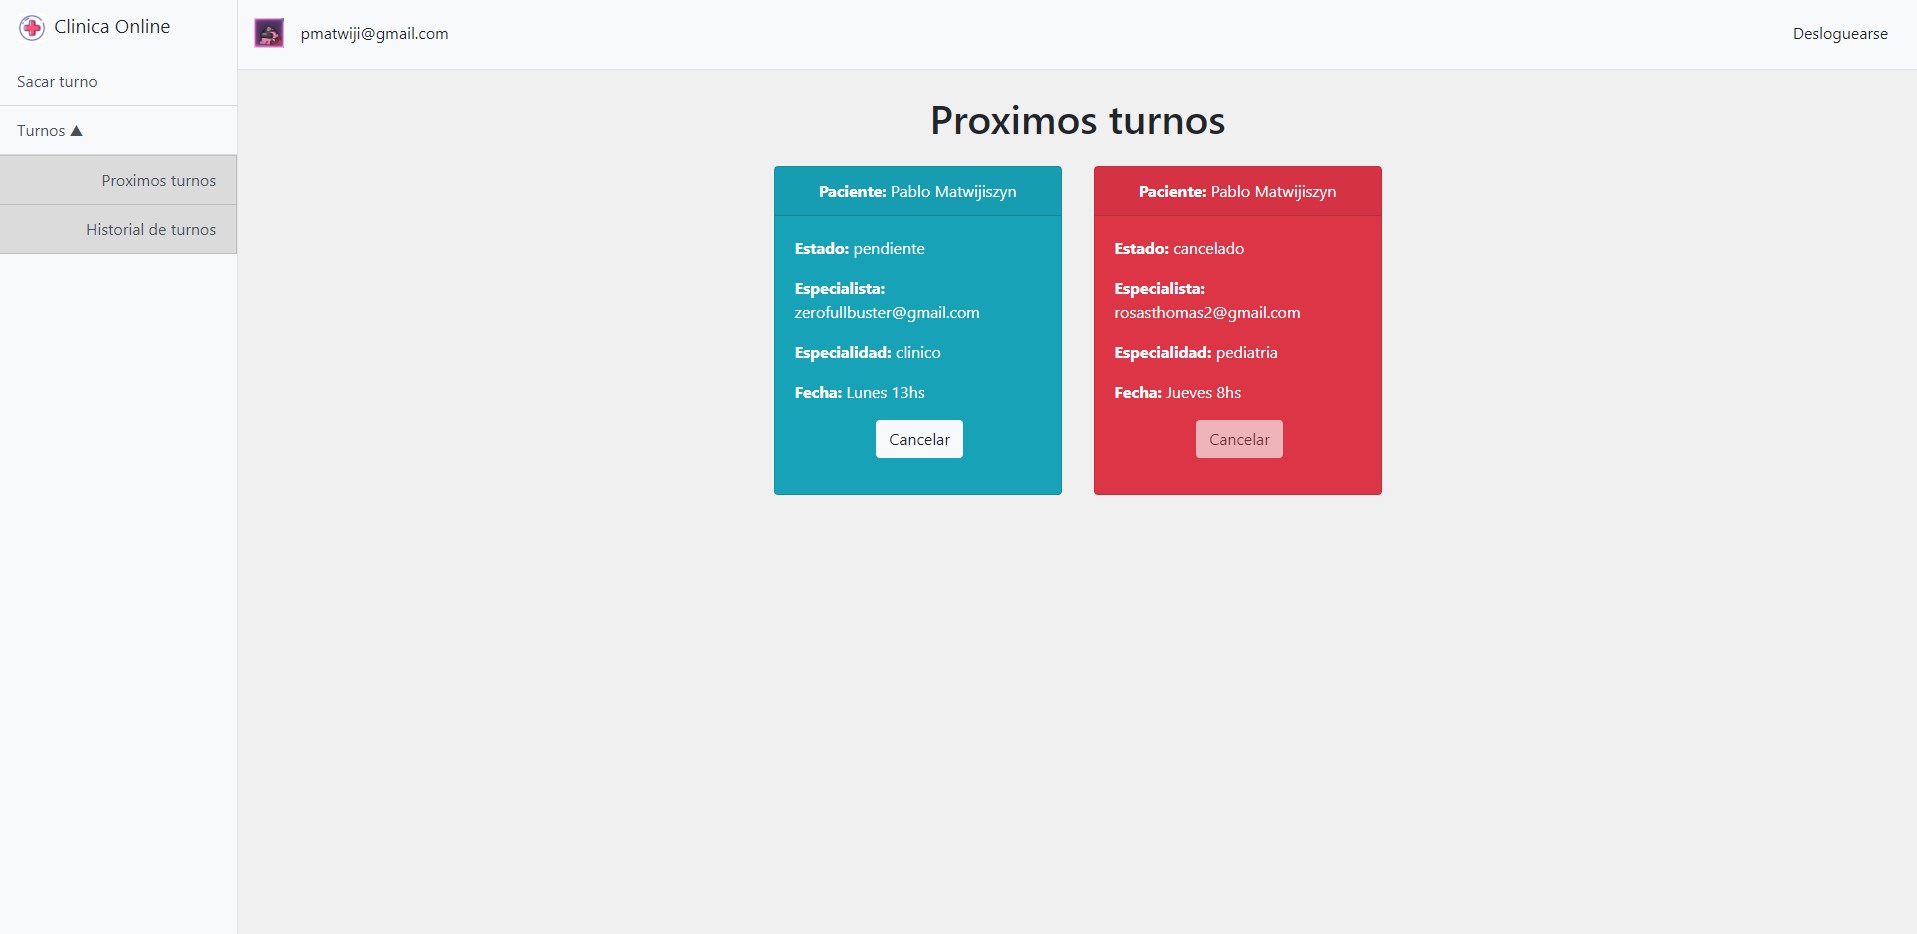 Clinica Online
pmatwiji@gmail.com
Desloguearse
Sacar turno
Turnos ▲
Proximos turnos
Historial de turnos
Proximos turnos
Paciente: Pablo Matwijiszyn
Estado: pendiente
Especialista:
zerofullbuster@gmail.com
Especialidad: clinico
Fecha: Lunes 13hs
Cancelar
Paciente: Pablo Matwijiszyn
Estado: cancelado
Especialista:
rosasthomas2@gmail.com
Especialidad: pediatria
Fecha: Jueves 8hs
Cancelar